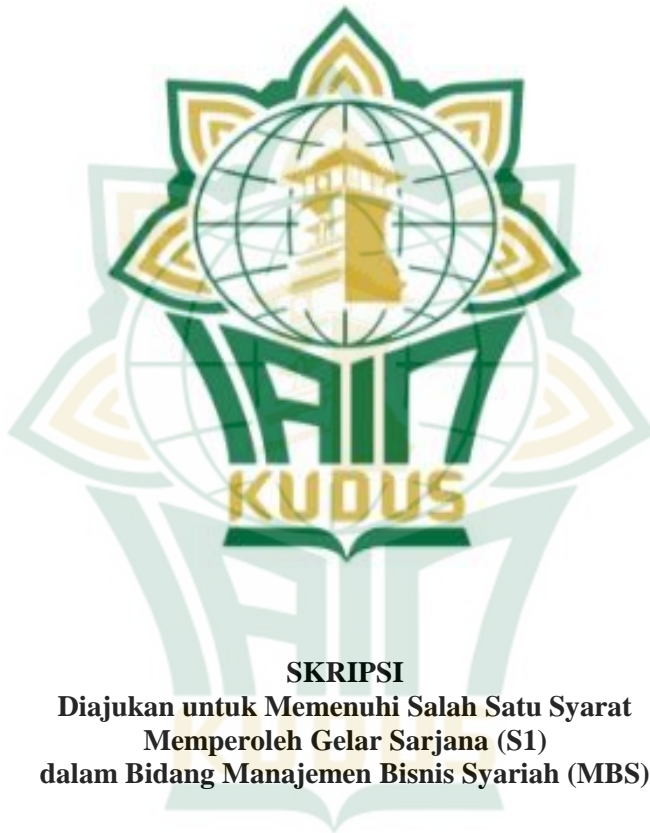 IAIN
KUDUS
SKRIPSI
Diajukan untuk Memenuhi Salah Satu Syarat
Memperoleh Gelar Sarjana (S1)
dalam Bidang Manajemen Bisnis Syariah (MBS)